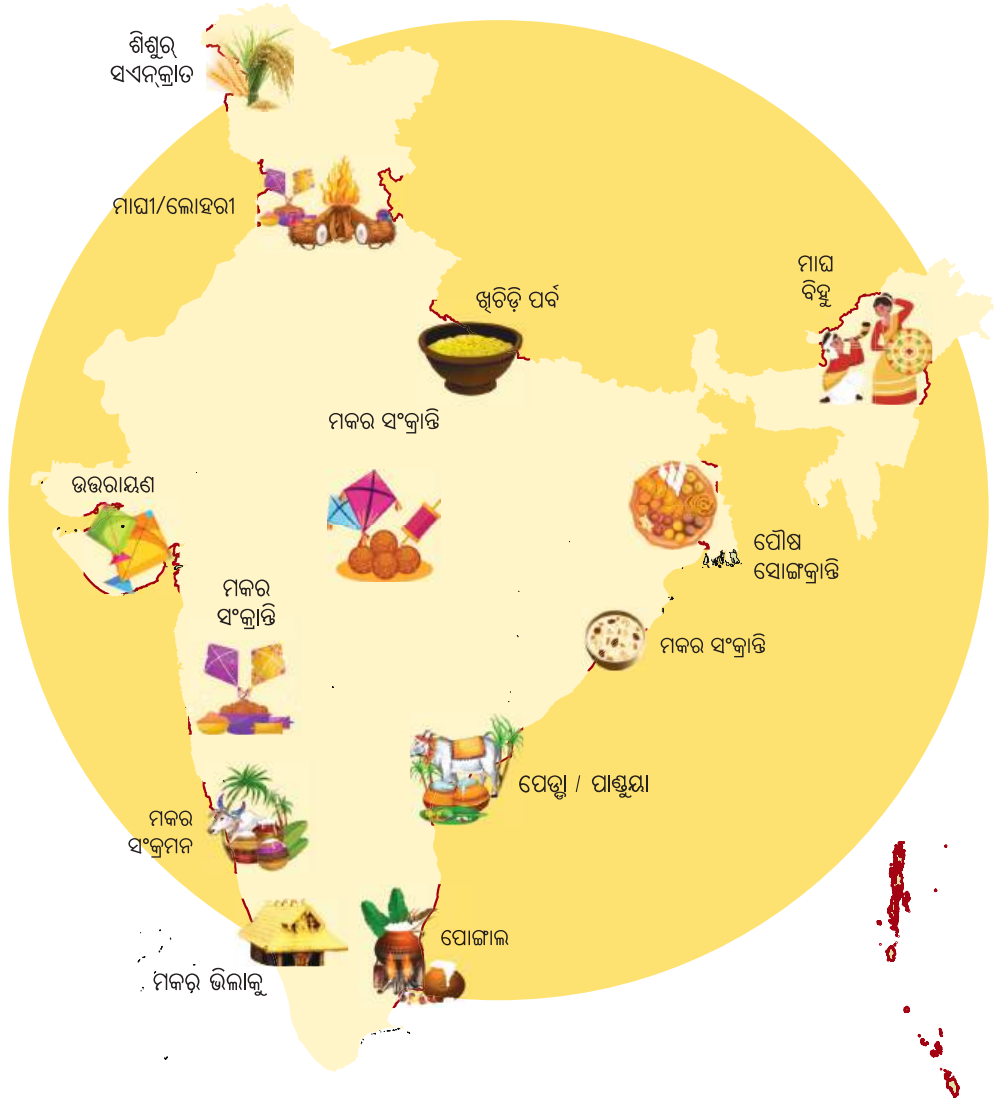 ଶିଶୁର୍
ସଏନ୍‌କ୍ରାତ
ମାଘୀ/ଲୋହରୀ
ମାଘ
ବିହୁ
ଖିଚିଡ଼ି ପର୍ବ
ମକର ସଂକ୍ରାନ୍ତି
ଉତ୍ତରାୟଣ
ପୌଷ
ସୋଙ୍ଗକ୍ରାନ୍ତି
ମକର
ସଂକ୍ରାନ୍ତି
ମକର ସଂକ୍ରାନ୍ତି
ପେଡ୍ଡା / ପାଣ୍ଡୁୟା
ମକର
ସଂକ୍ରମନ
ପୋଙ୍ଗାଲ
ମକର୍ ଭିଲାକୁ